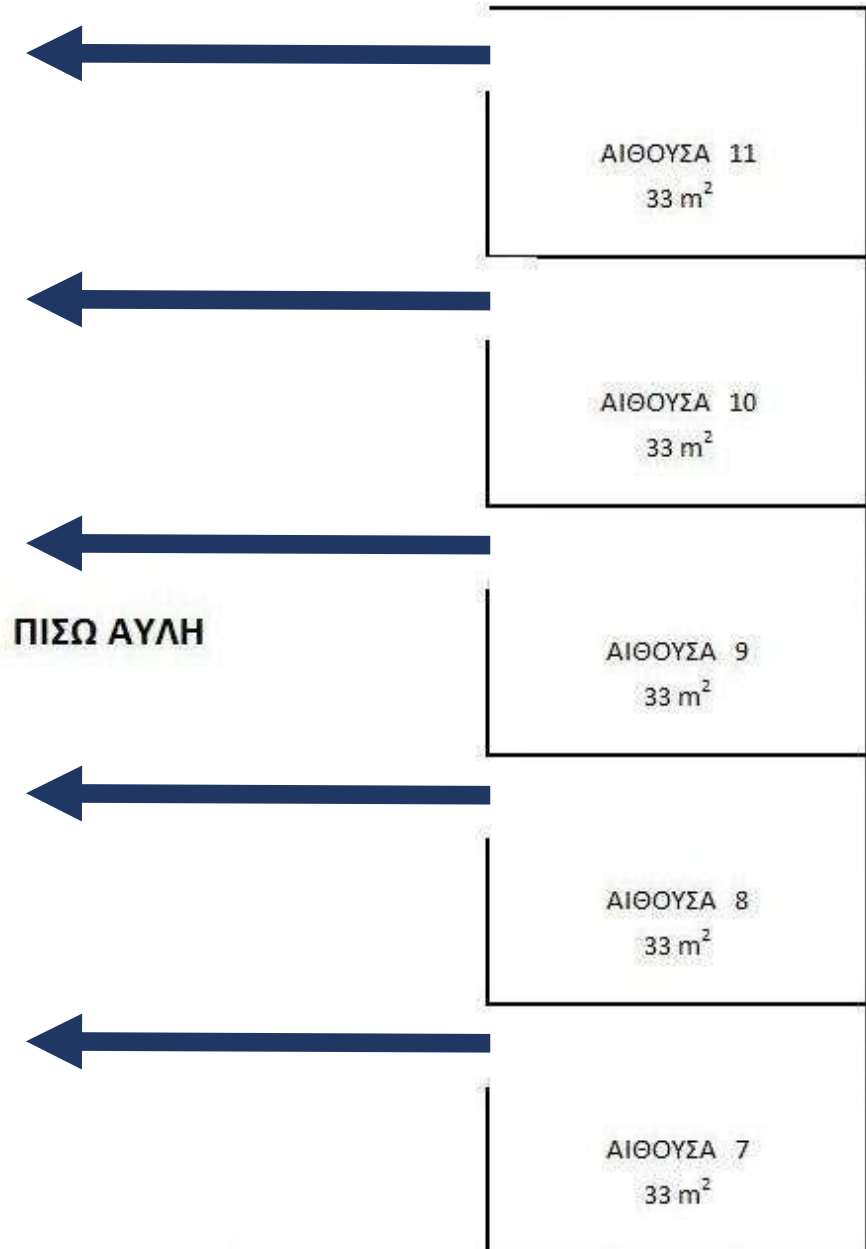 ΑΙΘΟΥΣΑ 11
33 m²
ΑΙΘΟΥΣΑ 10
33 m²
ΠΙΣΩ ΑΥΛΗ
ΑΙΘΟΥΣΑ 9
33 m²
ΑΙΘΟΥΣΑ 8
33 m²
ΑΙΘΟΥΣΑ 7
33 m²